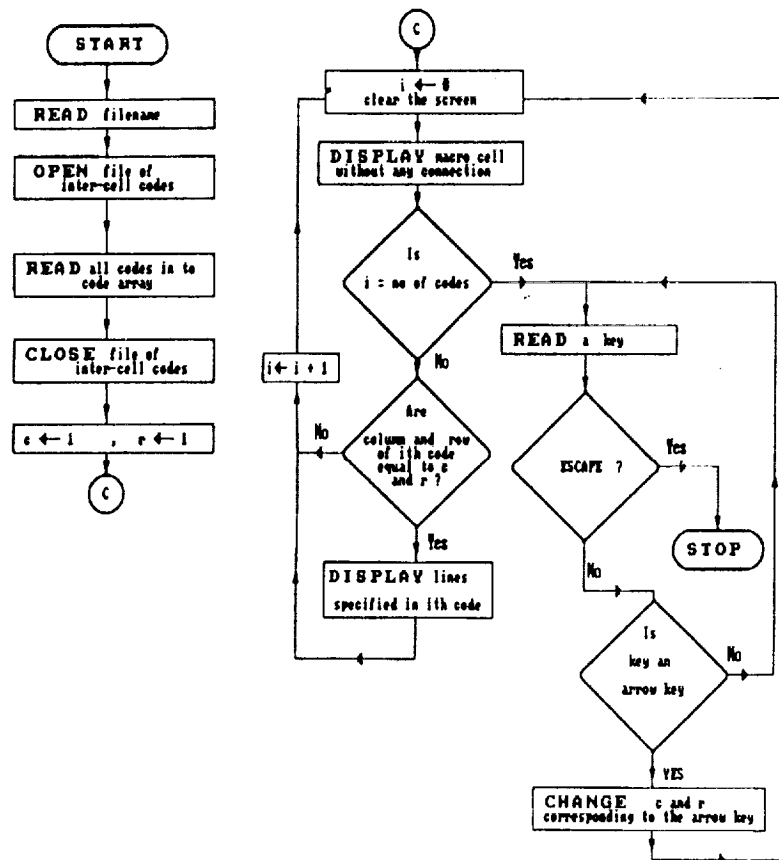 START
READ filename
OPEN file of
inter-cell codes
READ all codes in to
code array
CLOSE file of
inter-cell codes
c ← 1 , r ← 1
C
C
i ← 0
clear the screen
DISPLAY macro cell
without any connection
Is
i = no of codes
Yes
No
i ← i + 1
Are
column and row
of ith code
equal to c
and r ?
No
Yes
DISPLAY lines
specified in ith code
READ a key
ESCAPE ?
Yes
STOP
No
Is
key an
arrow key
No
YES
CHANGE c and r
corresponding to the arrow key